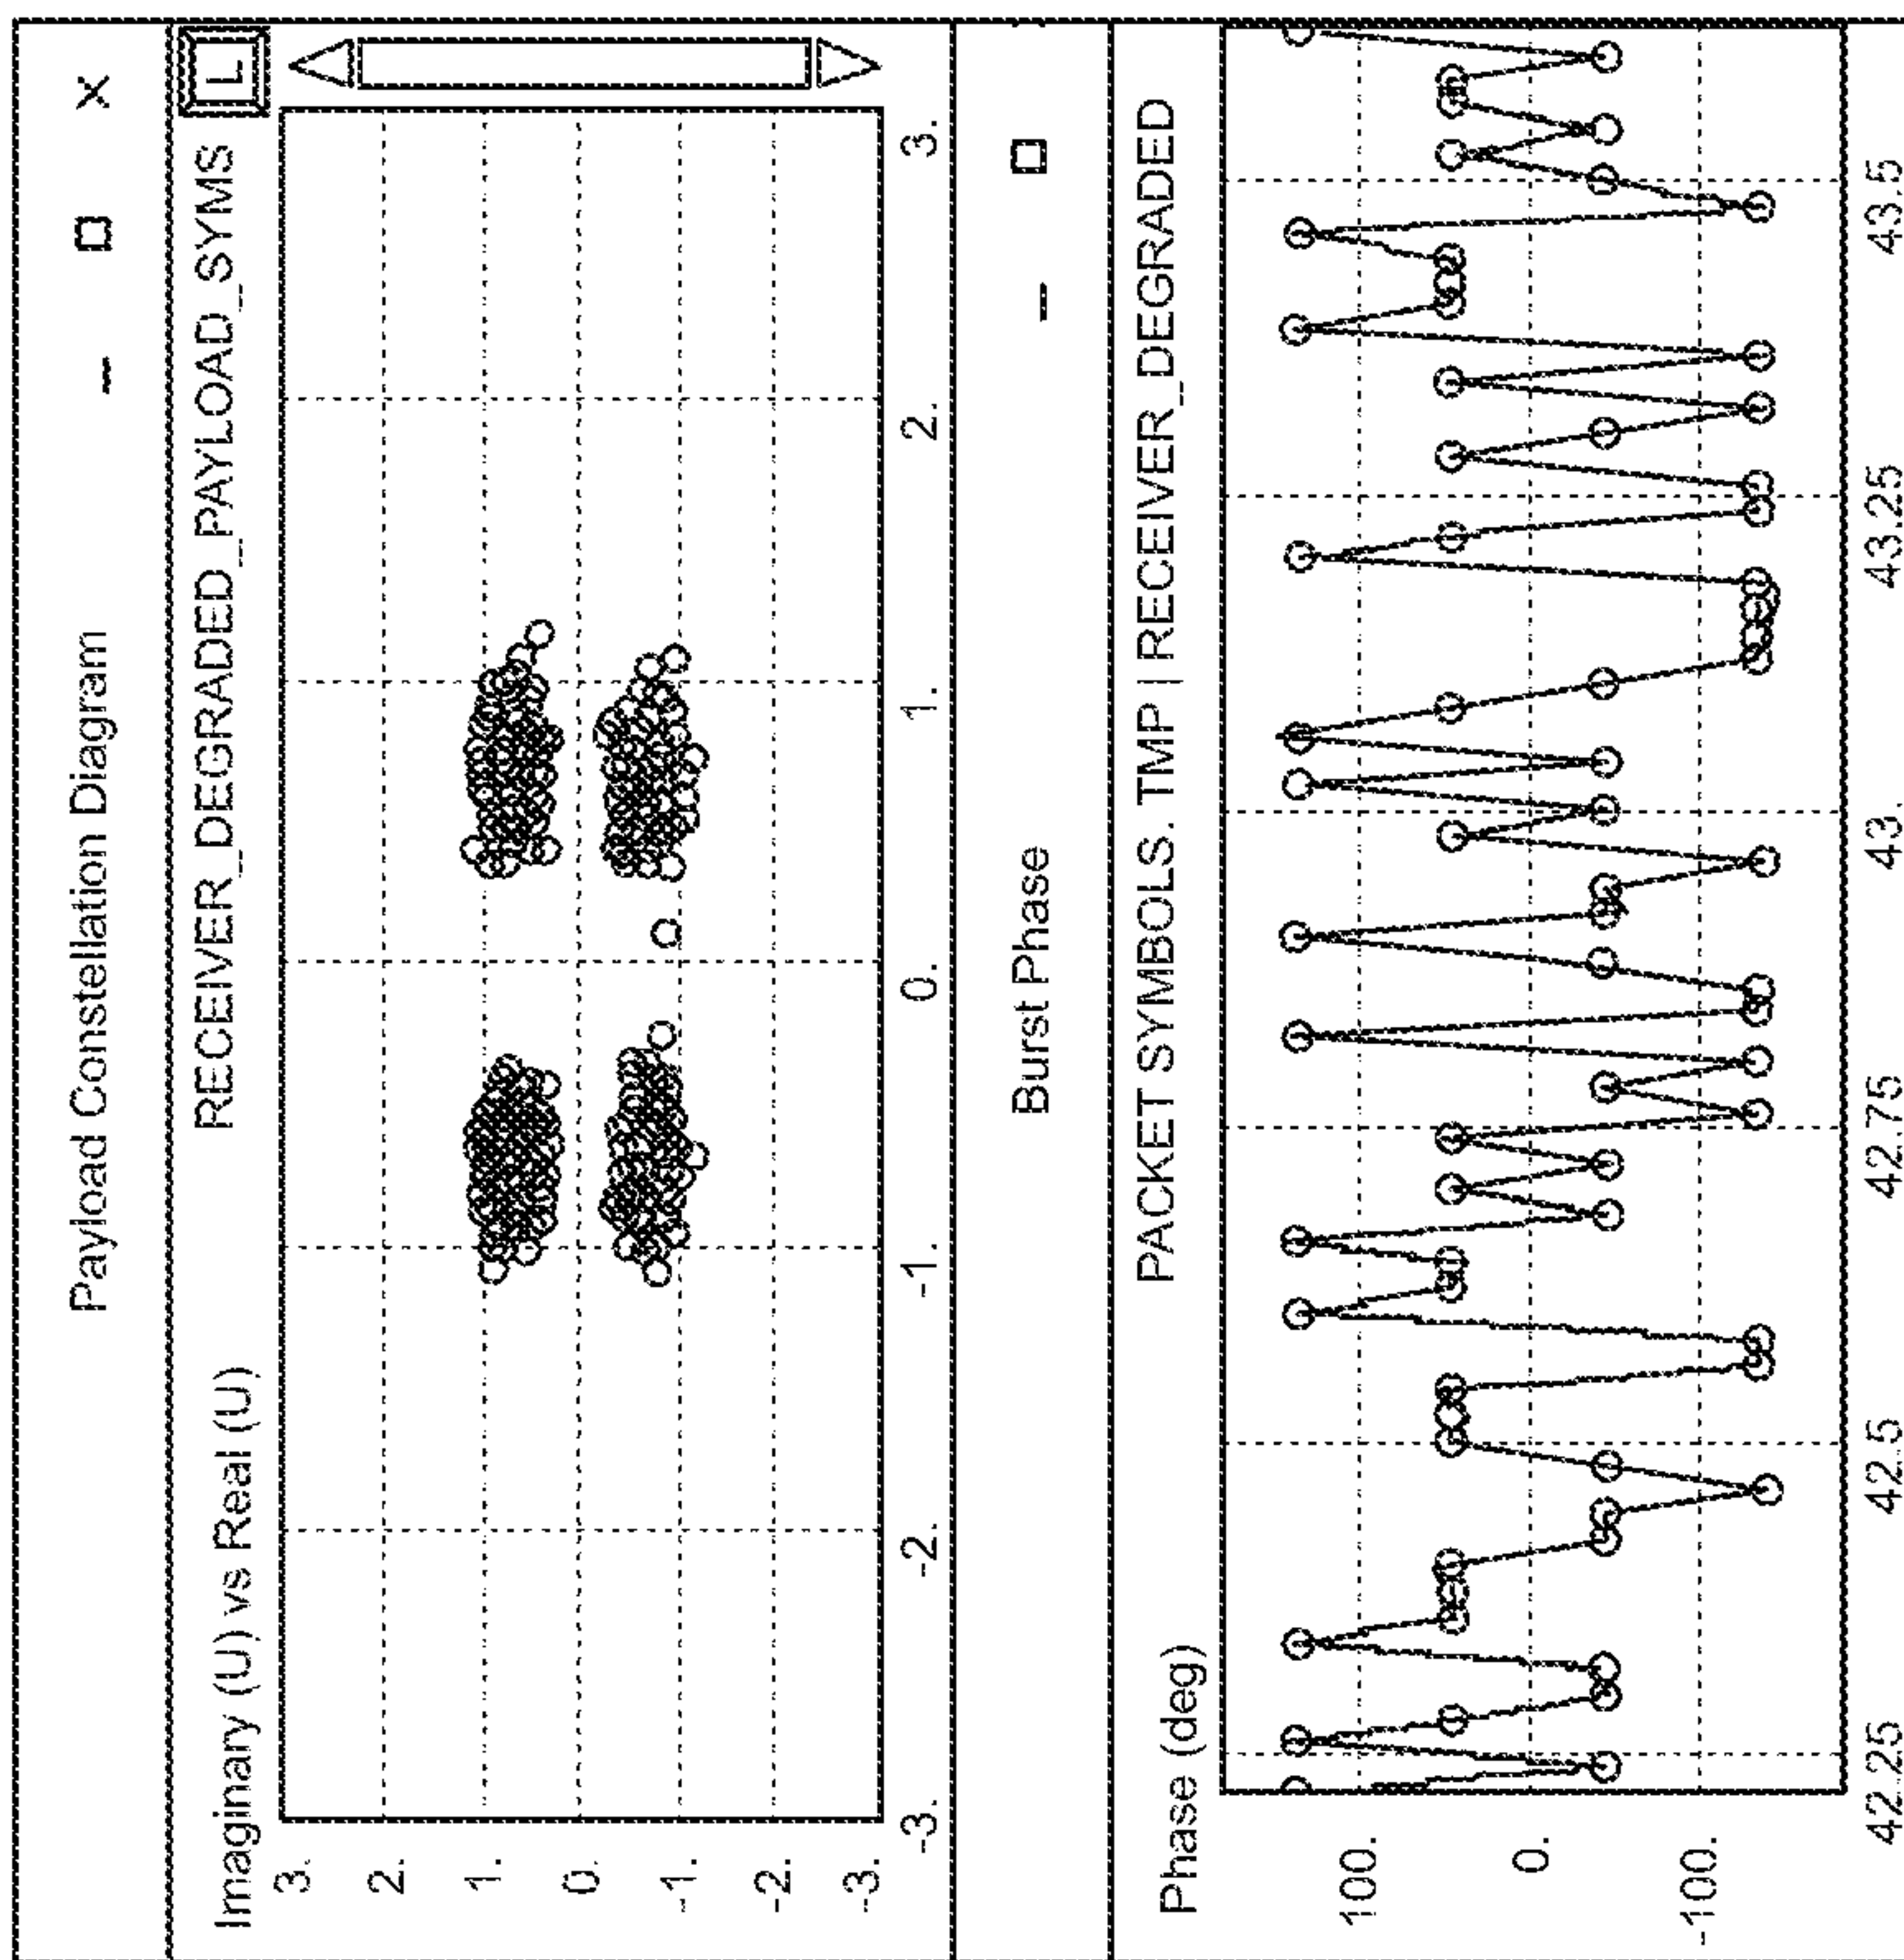 Payload Constellation Diagram
Imaginary (U) vs Real (U)
RECEIVER_DEGRADED_PAYLOAD_SYMS
L
3.
2.
1.
0.
-1.
-2.
-3.
-3. -2. -1. 0. 1. 2. 3.
Burst Phase
Phase (deg)
PACKET SYMBOLS. TMP | RECEIVER_DEGRADED
100.
0.
-100.
42.25 42.5 42.75 43. 43.25 43.5